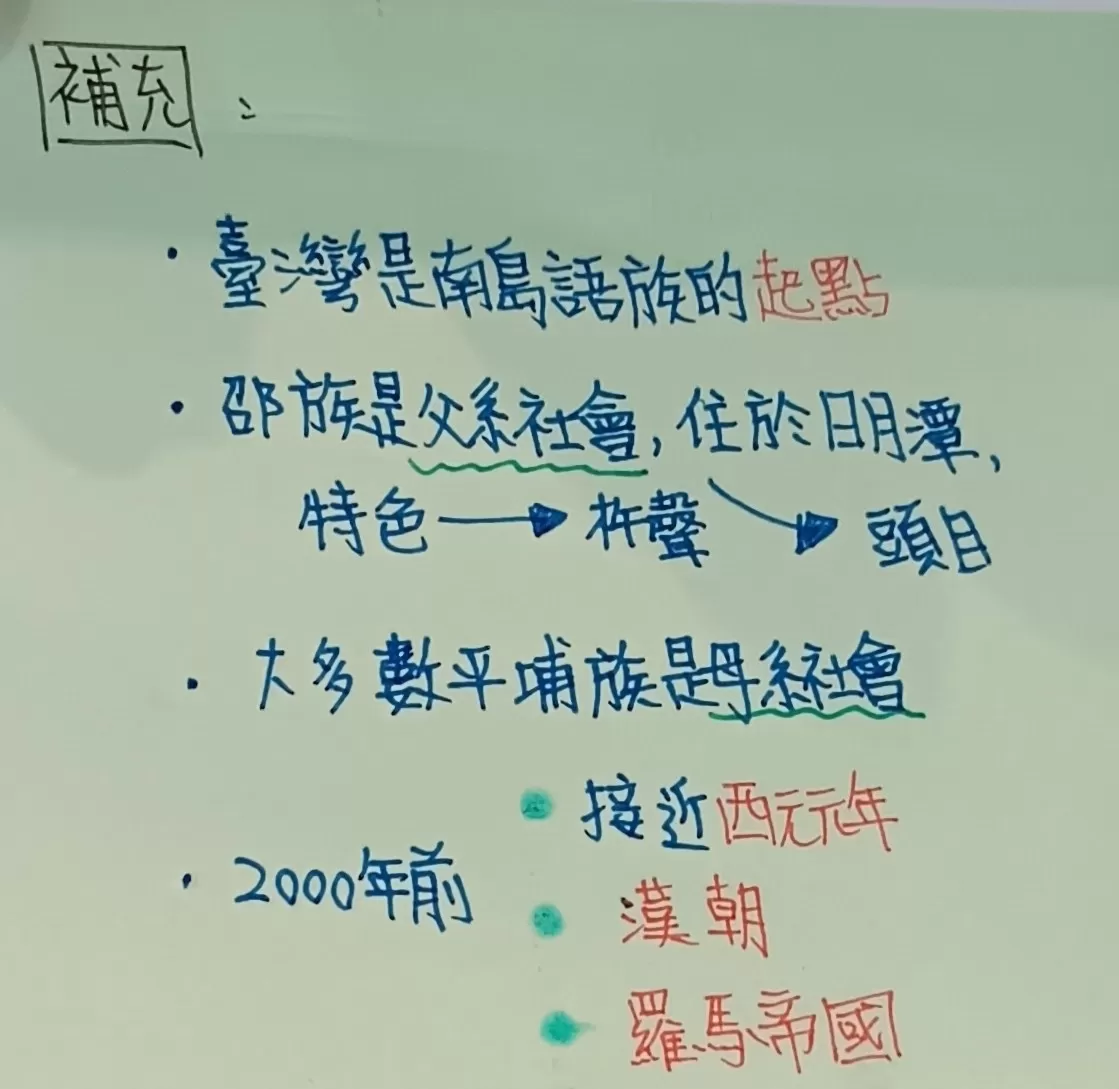 補充：
・臺灣是南島語族的起點
・邵族是父系社會，住於日月潭，
特色→杵聲 → 頭目
・大多數平埔族是母系社會
・2000年前
● 接近西元元年
● 漢朝
● 羅馬帝國